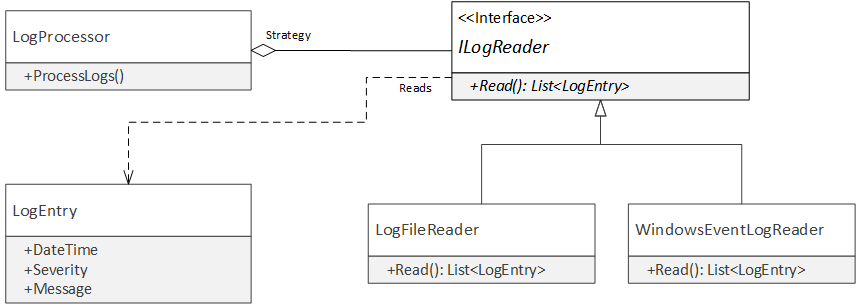 LogProcessor
+ProcessLogs()
Strategy
<<Interface>>
ILogReader
+Read(): List<LogEntry>
Reads
LogEntry
+DateTime
+Severity
+Message
LogFileReader
+Read(): List<LogEntry>
WindowsEventLogReader
+Read(): List<LogEntry>